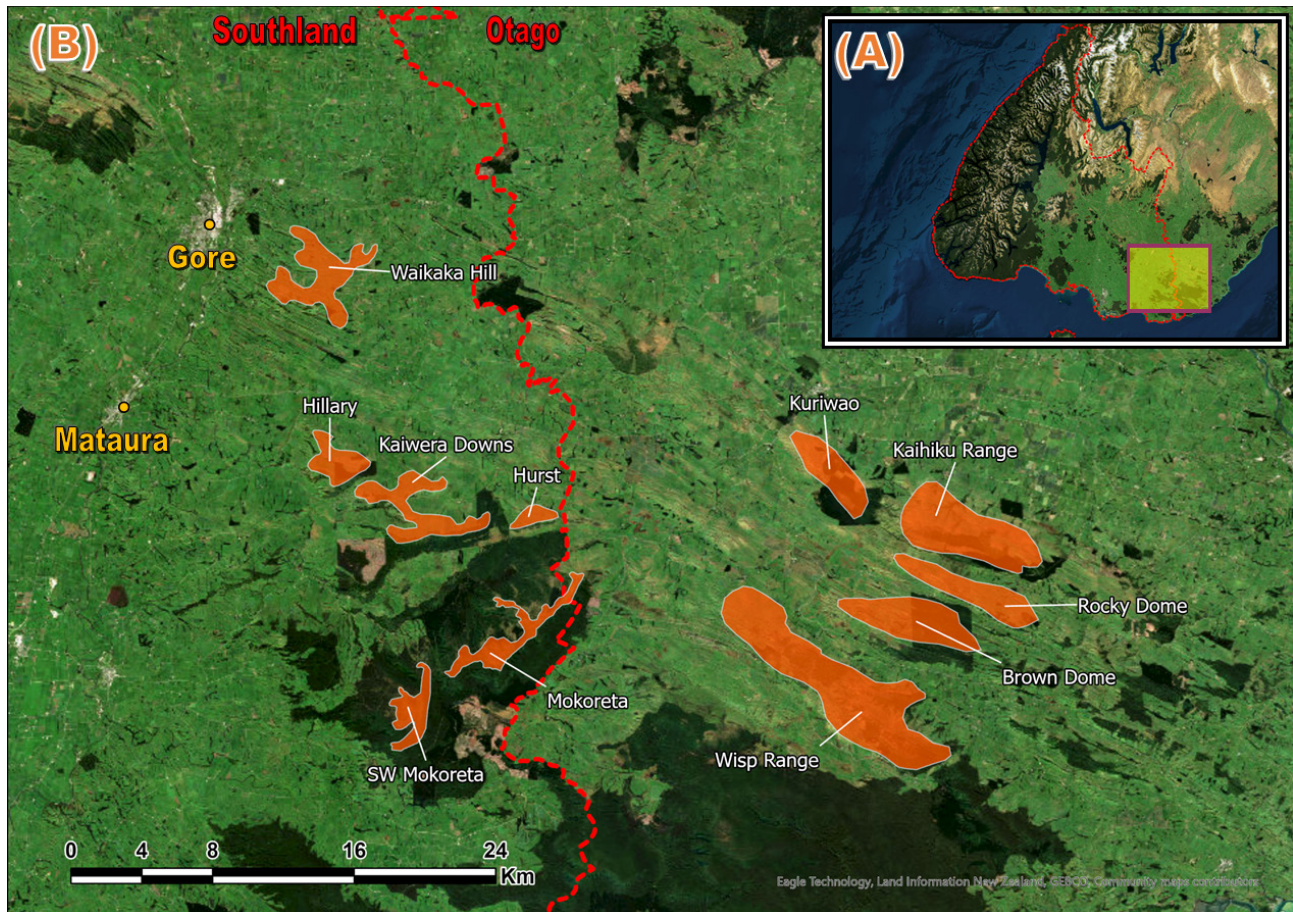 (B)
Southland
Otago
(A)
Gore
Waikaka Hill
Mataura
Hillary
Kaiwera Downs
Hurst
Kuriwao
Kaihiku Range
Rocky Dome
Brown Dome
Mokoreta
SW Mokoreta
Wisp Range
0 4 8 16 24
Km
Eagle Technology, Land Information New Zealand, GEBCO, Community maps contributors